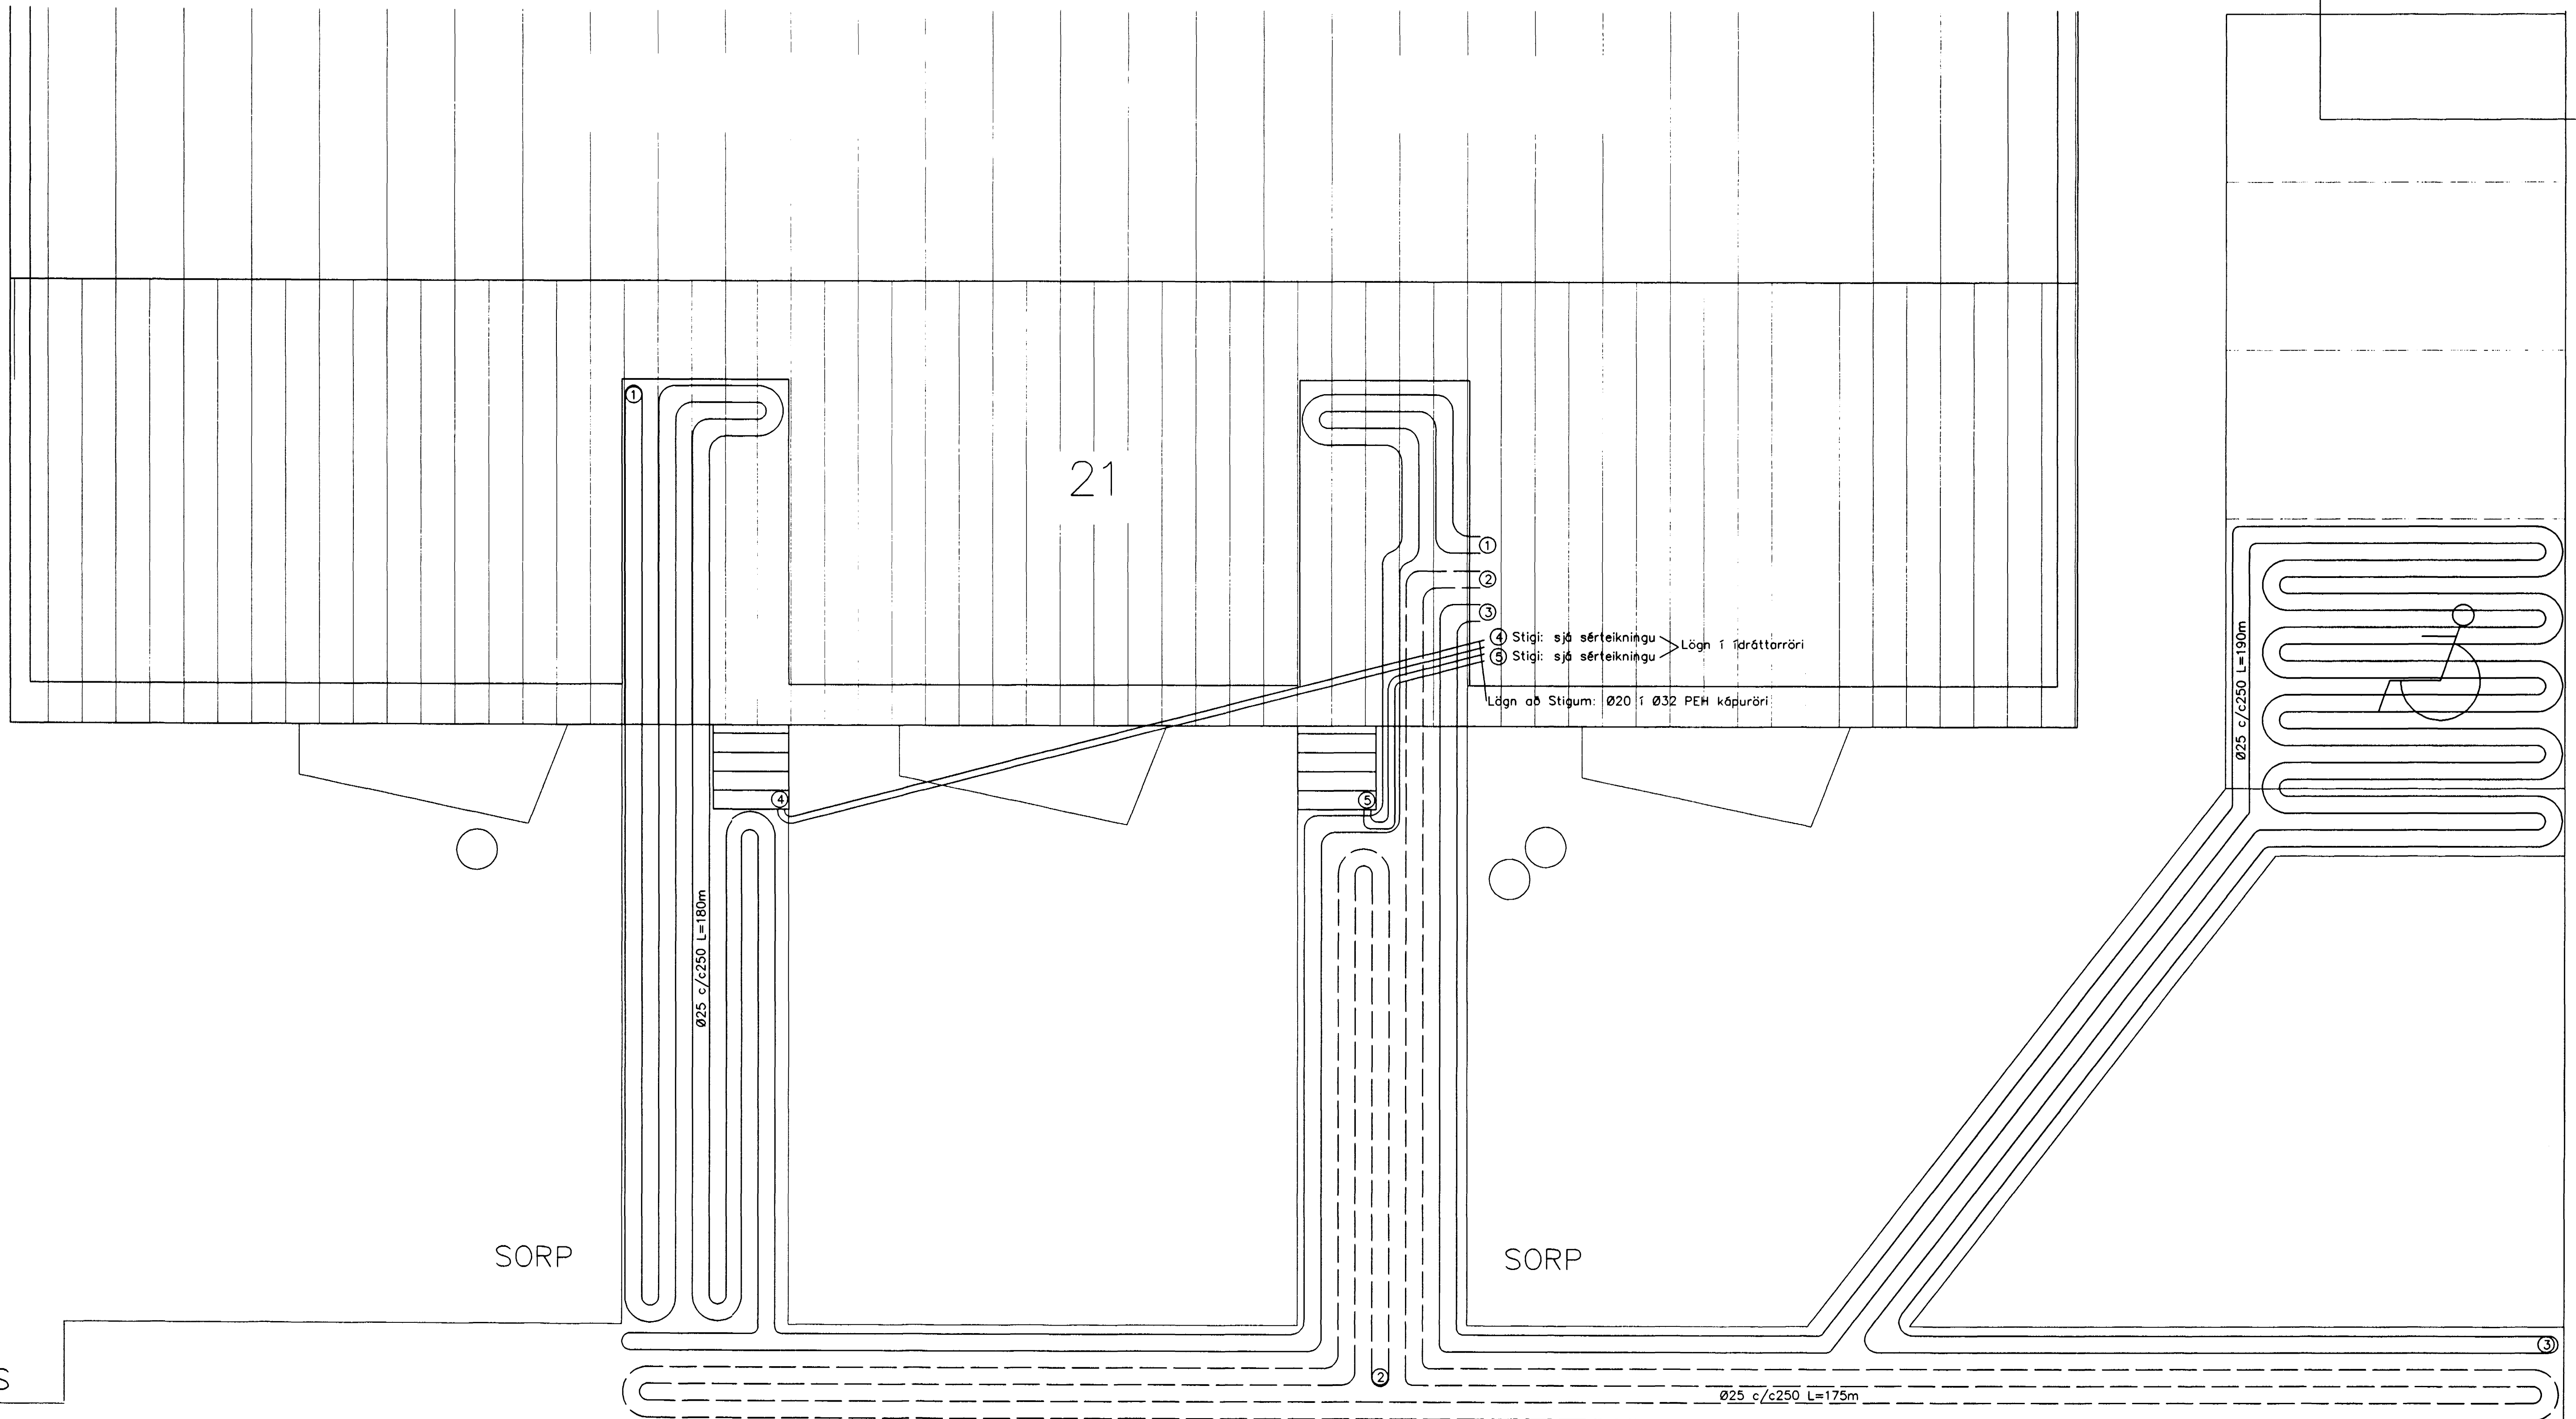 ①
21
①
②
③
④ Stigi: sjá sérteikningu
⑤ Stigi: sjá sérteikningu
Lögn í ídráttarröri
Lögn að Stigum: Ø20 í Ø32 PEH kápuröri
Ø25 c/c250 L=190m
④
⑤
Ø25 c/c250 L=180m
SORP
SORP
③
②
S
Ø25 c/c250 L=175m